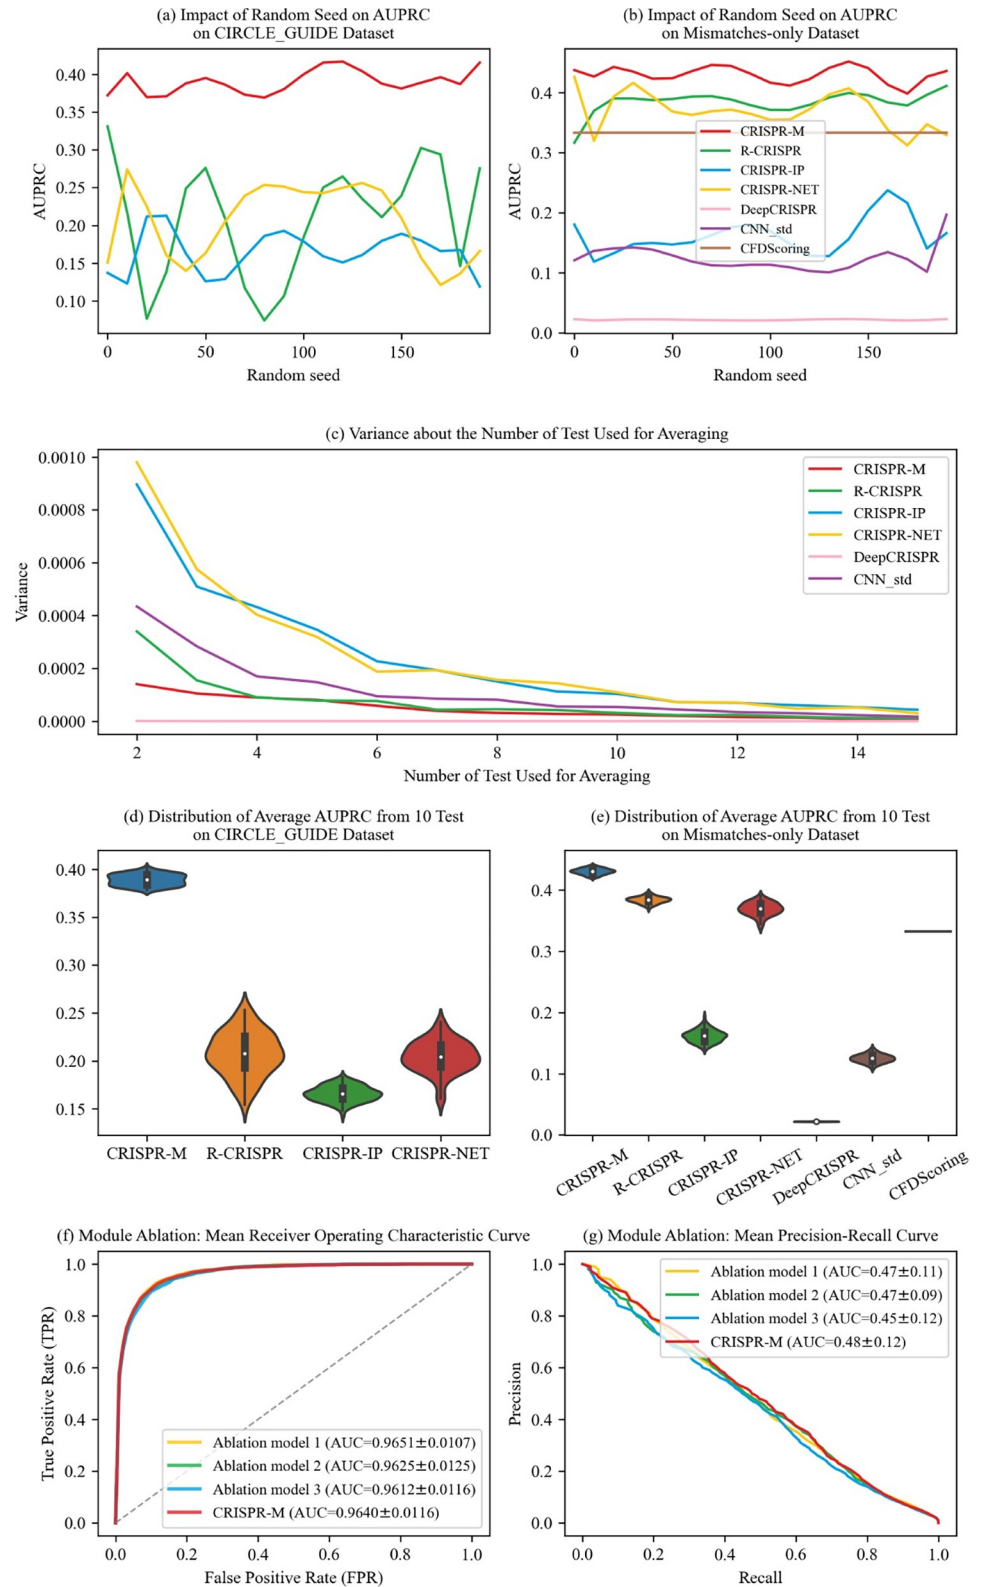 (a) Impact of Random Seed on AUPRC
on CIRCLE_GUIDE Dataset
AUPRC
0.40
0.35
0.30
0.25
0.20
0.15
0.10
0
50
100
150
Random seed
(b) Impact of Random Seed on AUPRC
on Mismatches-only Dataset
AUPRC
0.4
0.3
0.2
0.1
0.0
CRISPR-M
R-CRISPR
CRISPR-IP
CRISPR-NET
DeepCRISPR
CNN_std
CFDScoring
0
50
100
150
Random seed
(c) Variance about the Number of Test Used for Averaging
Variance
0.0010
0.0008
0.0006
0.0004
0.0002
0.0000
CRISPR-M
R-CRISPR
CRISPR-IP
CRISPR-NET
DeepCRISPR
CNN_std
2
4
6
8
10
12
14
Number of Test Used for Averaging
(d) Distribution of Average AUPRC from 10 Test
on CIRCLE_GUIDE Dataset
0.40
0.35
0.30
0.25
0.20
0.15
CRISPR-M
R-CRISPR
CRISPR-IP
CRISPR-NET
(e) Distribution of Average AUPRC from 10 Test
on Mismatches-only Dataset
0.4
0.3
0.2
0.1
0.0
CRISPR-M
R-CRISPR
CRISPR-IP
CRISPR-NET
DeepCRISPR
CNN_std
CFDScoring
(f) Module Ablation: Mean Receiver Operating Characteristic Curve
True Positive Rate (TPR)
1.0
0.8
0.6
0.4
0.2
0.0
Ablation model 1 (AUC=0.9651±0.0107)
Ablation model 2 (AUC=0.9625±0.0125)
Ablation model 3 (AUC=0.9612±0.0116)
CRISPR-M (AUC=0.9640±0.0116)
0.0
0.2
0.4
0.6
0.8
1.0
False Positive Rate (FPR)
(g) Module Ablation: Mean Precision-Recall Curve
Precision
1.0
0.8
0.6
0.4
0.2
0.0
Ablation model 1 (AUC=0.47±0.11)
Ablation model 2 (AUC=0.47±0.09)
Ablation model 3 (AUC=0.45±0.12)
CRISPR-M (AUC=0.48±0.12)
0.0
0.2
0.4
0.6
0.8
1.0
Recall